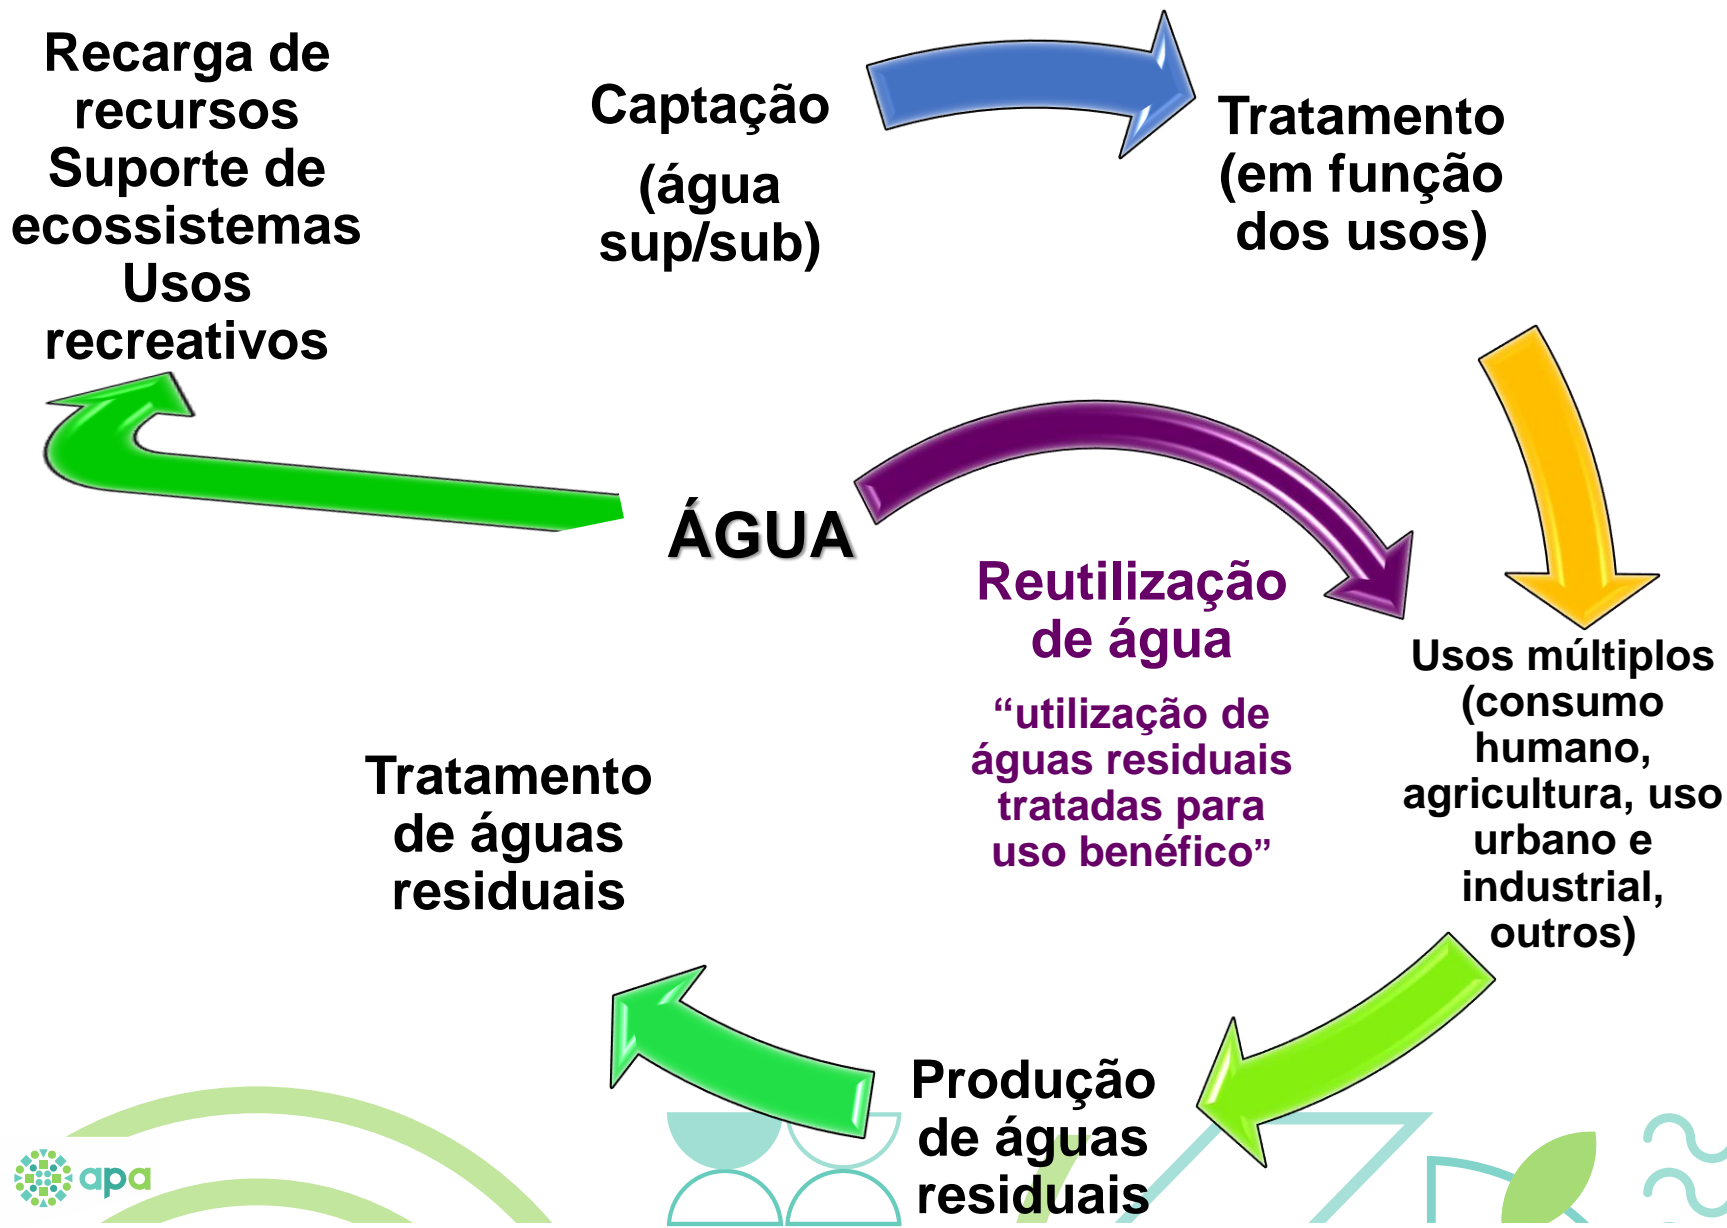 Recarga de
recursos
Suporte de
ecossistemas
Usos
recreativos
Captação
(água
sup/sub)
Tratamento
(em função
dos usos)
ÁGUA
Reutilização
de água
“utilização de
águas residuais
tratadas para
uso benéfico”
Usos múltiplos
(consumo
humano,
agricultura, uso
urbano e
industrial,
outros)
Tratamento
de águas
residuais
Produção
de águas
residuais
apa